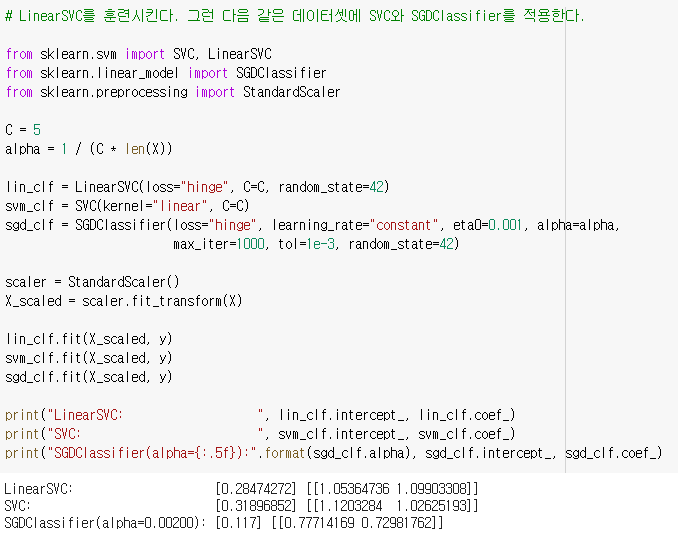 # LinearSVC를 훈련시킨다. 그런 다음 같은 데이터셋에 SVC와 SGDClassifier를 적용한다.
from sklearn.svm import SVC, LinearSVC
from sklearn.linear_model import SGDClassifier
from sklearn.preprocessing import StandardScaler
C = 5
alpha = 1 / (C * len(X))
lin_clf = LinearSVC(loss="hinge", C=C, random_state=42)
svm_clf = SVC(kernel="linear", C=C)
sgd_clf = SGDClassifier(loss="hinge", learning_rate="constant", eta0=0.001, alpha=alpha,
max_iter=1000, tol=1e-3, random_state=42)
scaler = StandardScaler()
X_scaled = scaler.fit_transform(X)
lin_clf.fit(X_scaled, y)
svm_clf.fit(X_scaled, y)
sgd_clf.fit(X_scaled, y)
print("LinearSVC:                   ", lin_clf.intercept_, lin_clf.coef_)
print("SVC:                         ", svm_clf.intercept_, svm_clf.coef_)
print("SGDClassifier(alpha={:.5f}):".format(sgd_clf.alpha), sgd_clf.intercept_, sgd_clf.coef_)
LinearSVC:                    [0.28474272] [[1.05364736 1.09903308]]
SVC:                          [0.31896852] [[1.1203284  1.02625193]]
SGDClassifier(alpha=0.00200): [0.117] [[0.77714169 0.72981762]]